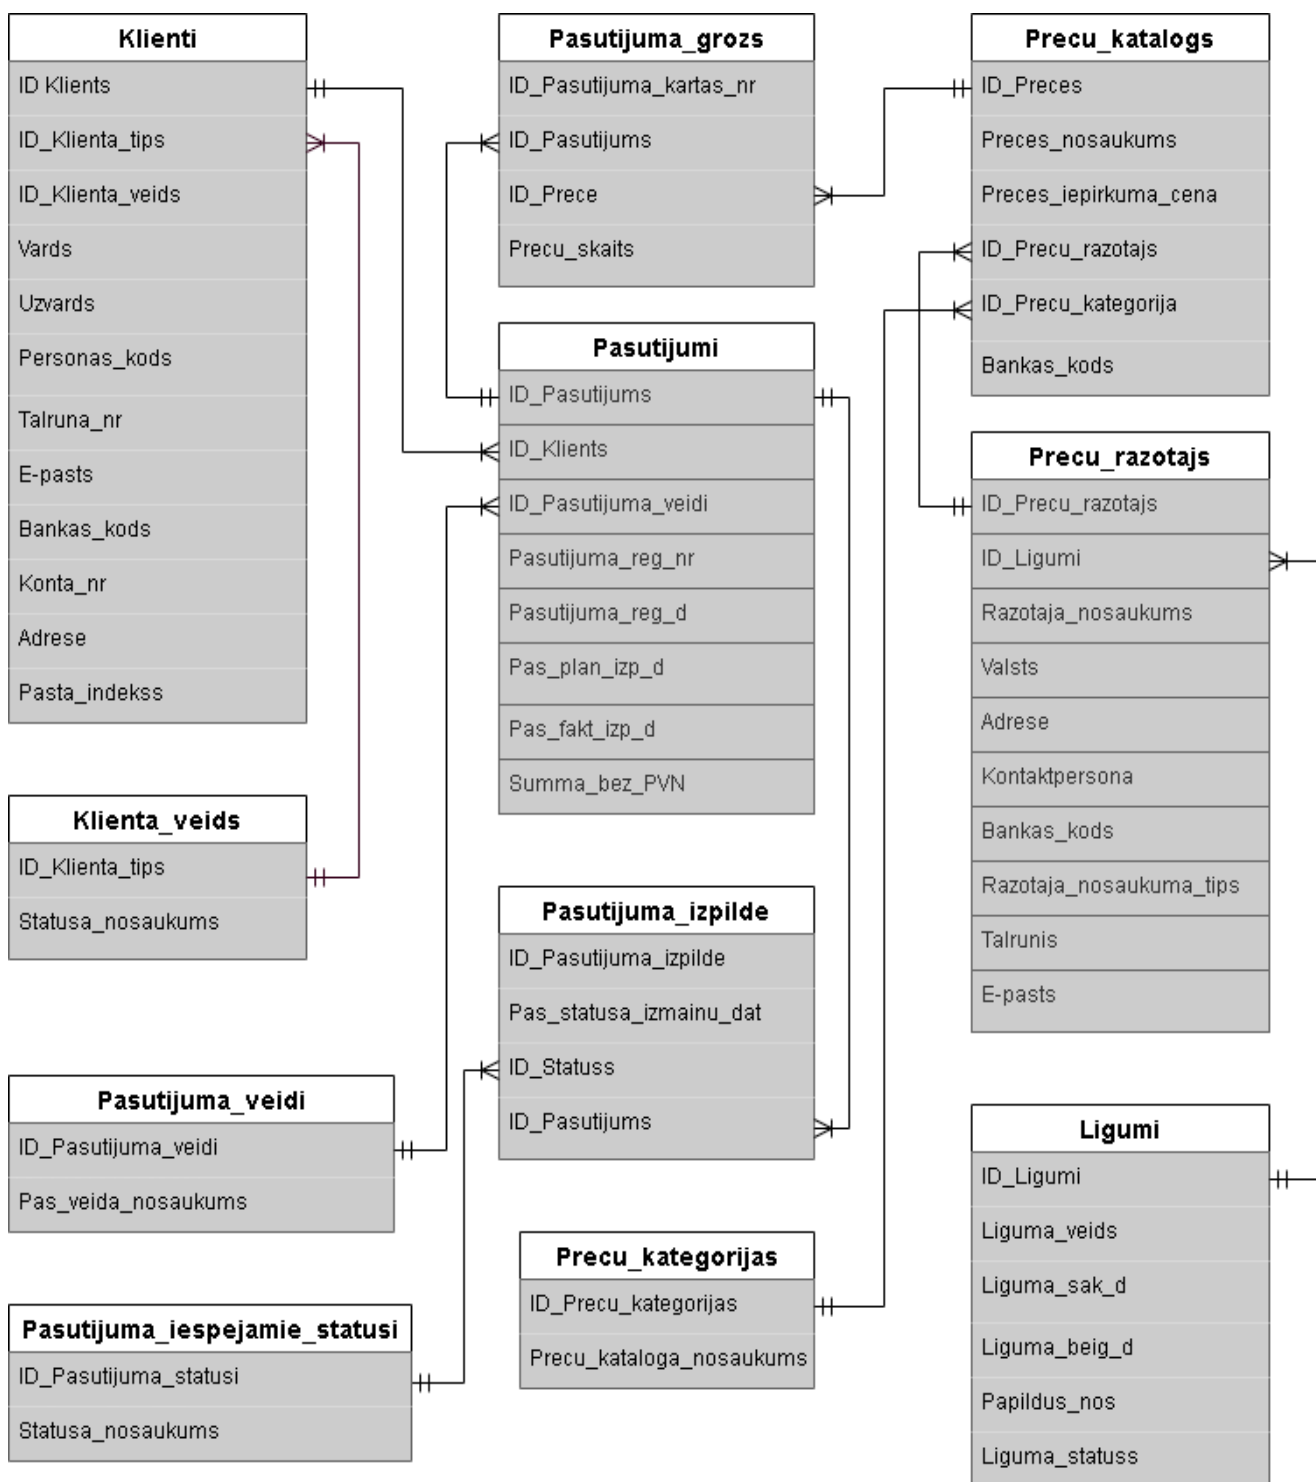 Klienti
ID Klients
ID_Klienta_tips
ID_Klienta_veids
Vards
Uzvards
Personas_kods
Talruna_nr
E-pasts
Bankas_kods
Konta_nr
Adrese
Pasta_indekss
Klienta_veids
ID_Klienta_tips
Statusa_nosaukums
Pasutijuma_veidi
ID_Pasutijuma_veidi
Pas_veida_nosaukums
Pasutijuma_iespejamie_statusi
ID_Pasutijuma_statusi
Statusa_nosaukums
Pasutijuma_grozs
ID_Pasutijuma_kartas_nr
ID_Pasutijums
ID_Prece
Precu_skaits
Pasutijumi
ID_Pasutijums
ID_Klients
ID_Pasutijuma_veidi
Pasutijuma_reg_nr
Pasutijuma_reg_d
Pas_plan_izp_d
Pas_fakt_izp_d
Summa_bez_PVN
Pasutijuma_izpilde
ID_Pasutijuma_izpilde
Pas_statusa_izmainu_dat
ID_Statuss
ID_Pasutijums
Precu_kategorijas
ID_Precu_kategorijas
Precu_kataloga_nosaukums
Precu_katalogs
ID_Preces
Preces_nosaukums
Preces_iepirkuma_cena
ID_Precu_razotajs
ID_Precu_kategorija
Bankas_kods
Precu_razotajs
ID_Precu_razotajs
ID_Ligumi
Razotaja_nosaukums
Valsts
Adrese
Kontaktpersona
Bankas_kods
Razotaja_nosaukuma_tips
Talrunis
E-pasts
Ligumi
ID_Ligumi
Liguma_veids
Liguma_sak_d
Liguma_beig_d
Papildus_nos
Liguma_statuss